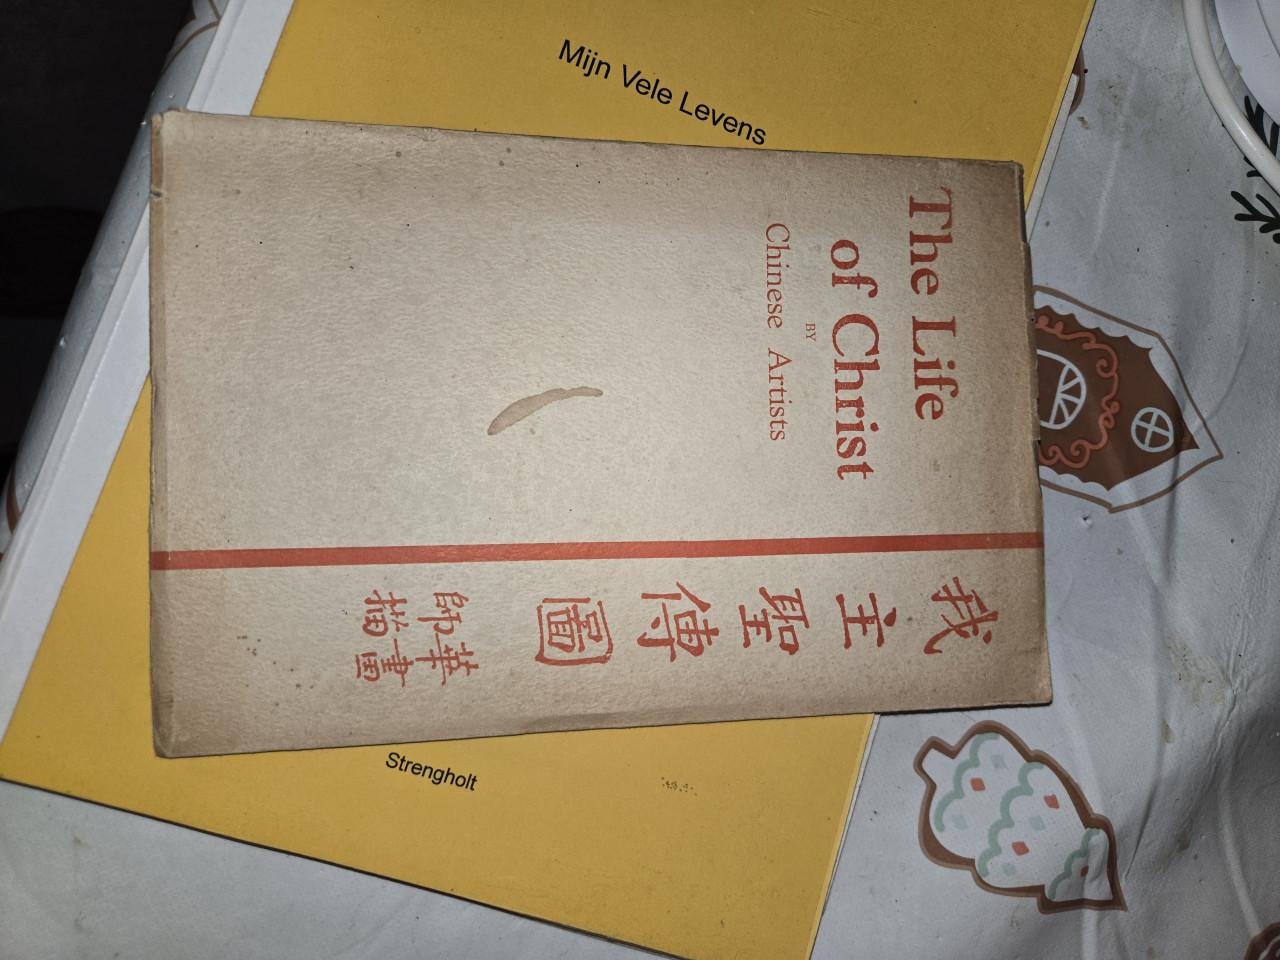 Mijn Vele Levens
The Life
of Christ
BY
Chinese Artists
我主聖傳圖
華畫
師描
Strengholt